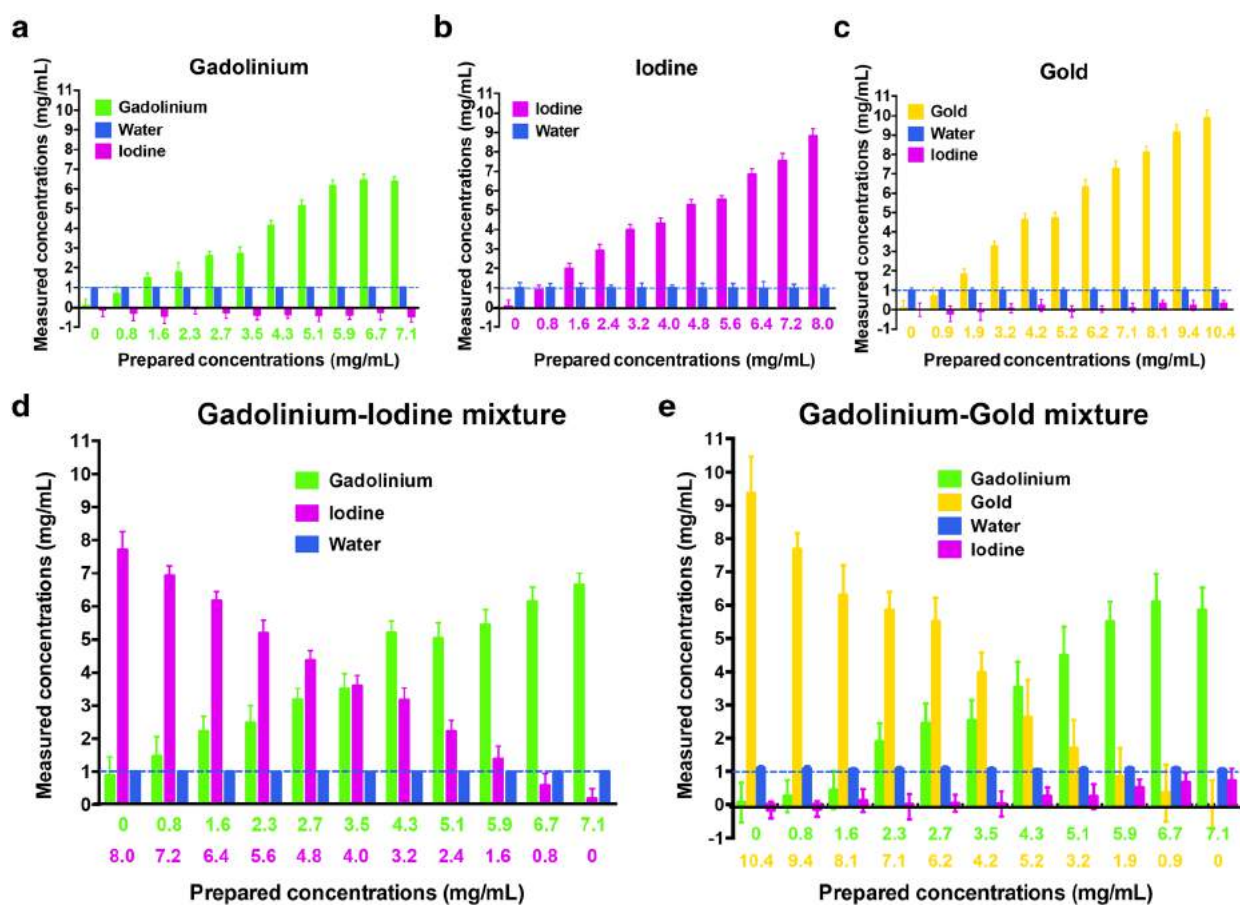 a
Gadolinium
Measured concentrations (mg/mL)
11
10
9
8
7
6
5
4
3
2
1
0
-1
Gadolinium
Water
Iodine
0 0.8 1.6 2.3 2.7 3.5 4.3 5.1 5.9 6.7 7.1
Prepared concentrations (mg/mL)
b
Iodine
Measured concentrations (mg/mL)
11
10
9
8
7
6
5
4
3
2
1
0
-1
Iodine
Water
0 0.8 1.6 2.4 3.2 4.0 4.8 5.6 6.4 7.2 8.0
Prepared concentrations (mg/mL)
c
Gold
Measured concentrations (mg/mL)
11
10
9
8
7
6
5
4
3
2
1
0
-1
Gold
Water
Iodine
0 0.9 1.9 3.2 4.2 5.2 6.2 7.1 8.1 9.4 10.4
Prepared concentrations (mg/mL)
d
Gadolinium-Iodine mixture
Measured concentrations (mg/mL)
11
10
9
8
7
6
5
4
3
2
1
0
Gadolinium
Iodine
Water
0 0.8 1.6 2.3 2.7 3.5 4.3 5.1 5.9 6.7 7.1
8.0 7.2 6.4 5.6 4.8 4.0 3.2 2.4 1.6 0.8 0
Prepared concentrations (mg/mL)
e
Gadolinium-Gold mixture
Measured concentrations (mg/mL)
11
10
9
8
7
6
5
4
3
2
1
0
-1
Gadolinium
Gold
Water
Iodine
0 0.8 1.6 2.3 2.7 3.5 4.3 5.1 5.9 6.7 7.1
10.4 9.4 8.1 7.1 6.2 4.2 5.2 3.2 1.9 0.9 0
Prepared concentrations (mg/mL)